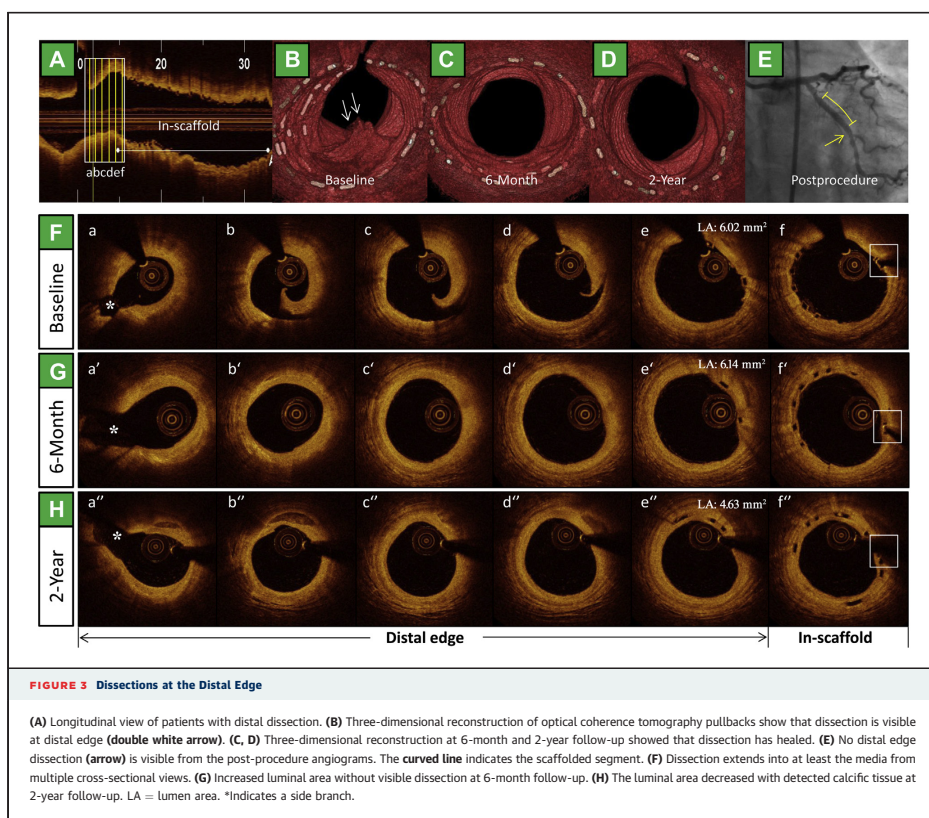 A
0
20
30
In-scaffold
abcdef
B
Baseline
C
6-Month
D
2-Year
E
Postprocedure
F
Baseline
a
*
b
c
d
e
LA: 6.02 mm²
f
G
6-Month
a'
*
b'
c'
d'
e'
LA: 6.14 mm²
f'
H
2-Year
a"
*
b"
c"
d"
e"
LA: 4.63 mm²
f"
Distal edge
In-scaffold
FIGURE 3 Dissections at the Distal Edge
(A) Longitudinal view of patients with distal dissection. (B) Three-dimensional reconstruction of optical coherence tomography pullbacks show that dissection is visible
at distal edge (double white arrow). (C, D) Three-dimensional reconstruction at 6-month and 2-year follow-up showed that dissection has healed. (E) No distal edge
dissection (arrow) is visible from the post-procedure angiograms. The curved line indicates the scaffolded segment. (F) Dissection extends into at least the media from
multiple cross-sectional views. (G) Increased luminal area without visible dissection at 6-month follow-up. (H) The luminal area decreased with detected calcific tissue at
2-year follow-up. LA = lumen area. *Indicates a side branch.